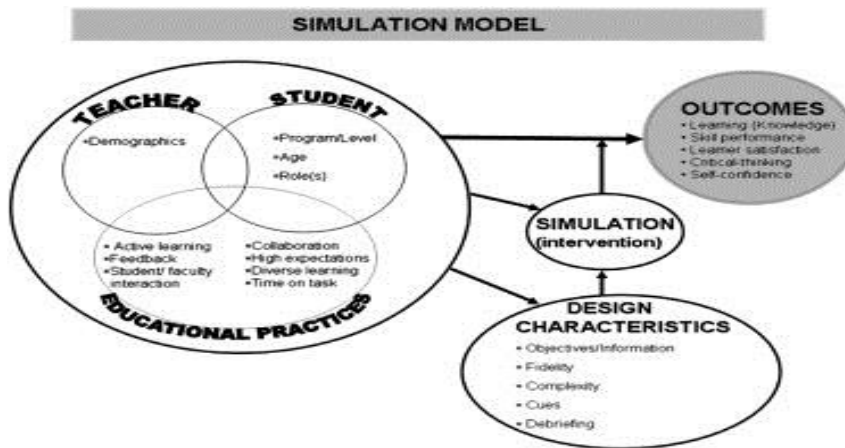 SIMULATION MODEL
TEACHER
STUDENT
•Demographics
•Program/Level
•Age
•Role(s)
• Active learning
•Feedback
•Student/ faculty
interaction
•Collaboration
•High expectations
•Diverse learning
•Time on task
EDUCATIONAL PRACTICES
OUTCOMES
• Learning (Knowledge)
• Skill performance
•Learner satisfaction
•Critical-thinking
•Self-confidence
SIMULATION
(intervention)
DESIGN
CHARACTERISTICS
• Objectives/Information
• Fidelity
• Complexity
• Cues
• Debriefing